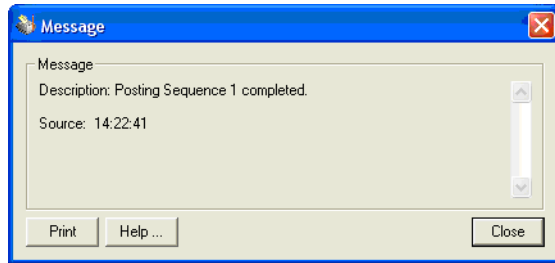 Message
Message
Description: Posting Sequence 1 completed.
Source: 14:22:41
Print
Help ...
Close